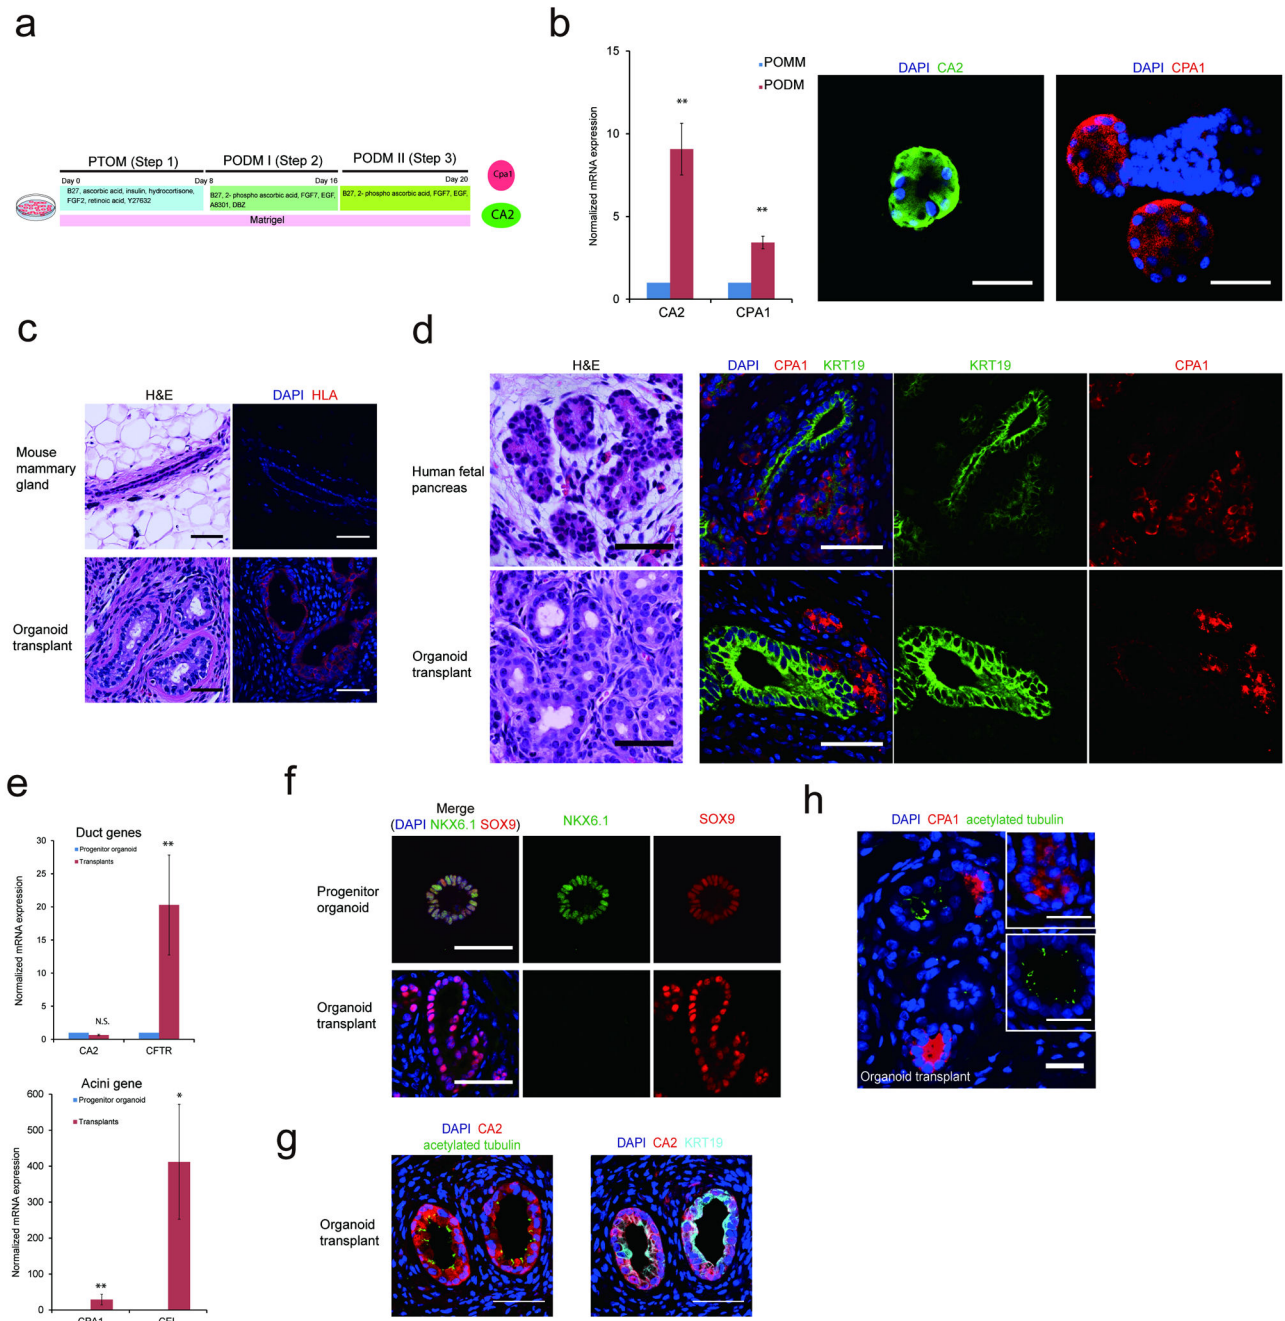 a
PTOM (Step 1)
PODM I (Step 2)
PODM II (Step 3)
Day 0
Day 8
Day 16
Day 20
B27, ascorbic acid, insulin, hydrocortisone,
FGF2, retinoic acid, Y27632
B27, 2- phospho ascorbic acid, FGF7, EGF,
A8301, DBZ
B27, 2- phospho ascorbic acid, FGF7, EGF,
Matrigel
Cpa1
CA2
b
15
10
5
0
Normalized mRNA expression
POMM
PODM
**
**
CA2
CPA1
DAPI CA2
DAPI CPA1
c
H&E
DAPI HLA
Mouse
mammary
gland
Organoid
transplant
d
H&E
DAPI CPA1 KRT19
KRT19
CPA1
Human fetal
pancreas
Organoid
transplant
e
Duct genes
Progenitor organoid
Transplants
30
25
20
15
10
5
0
Normalized mRNA expression
N.S.
**
CA2
CFTR
Acini gene
Progenitor organoid
Transplants
600
500
400
300
200
100
0
Normalized mRNA expression
**
*
CPA1
CEL
f
Merge
(DAPI NKX6.1 SOX9)
NKX6.1
SOX9
Progenitor
organoid
Organoid
transplant
g
DAPI CA2
acetylated tubulin
DAPI CA2 KRT19
Organoid
transplant
h
DAPI CPA1 acetylated tubulin
Organoid transplant